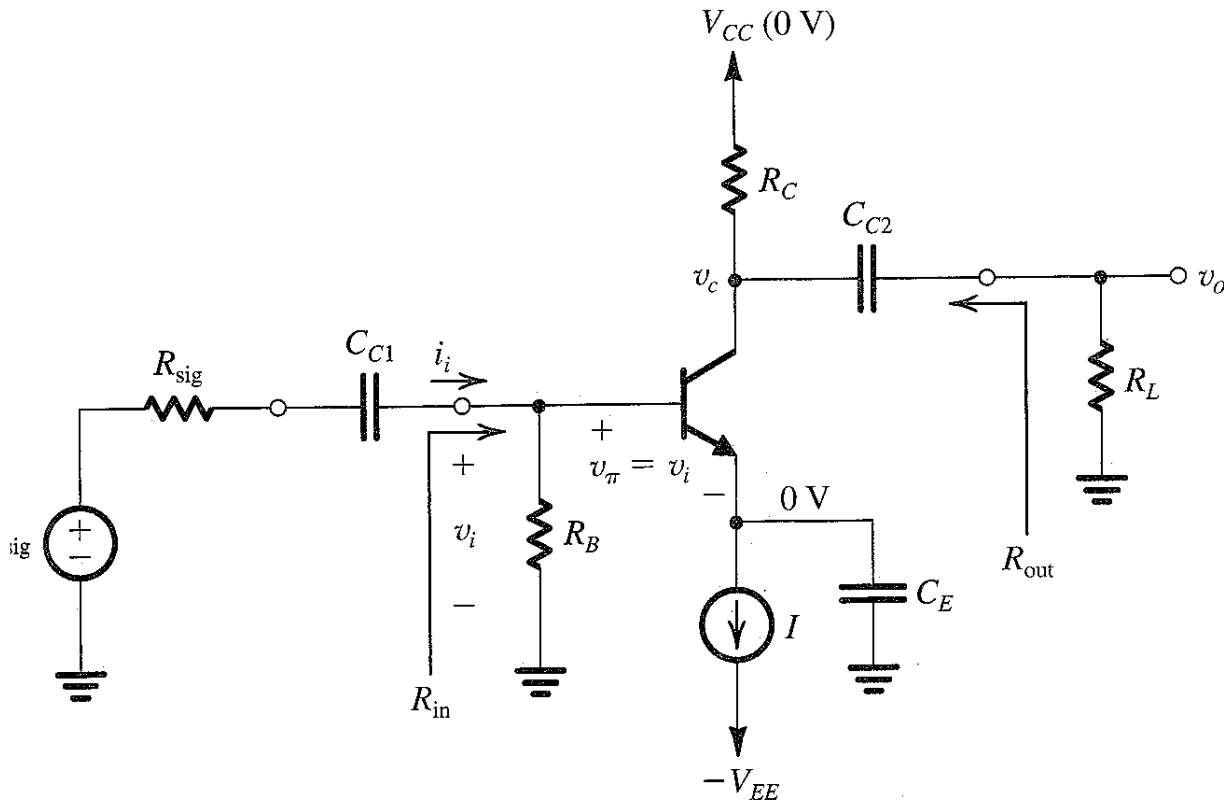 V_CC (0 V)
R_C
C_C2
v_c
v_o
C_C1
i_i
R_sig
R_L
+
v_π = v_i
−
0 V
+
v_i
−
R_B
+
−
sig
R_out
C_E
I
R_in
−V_EE